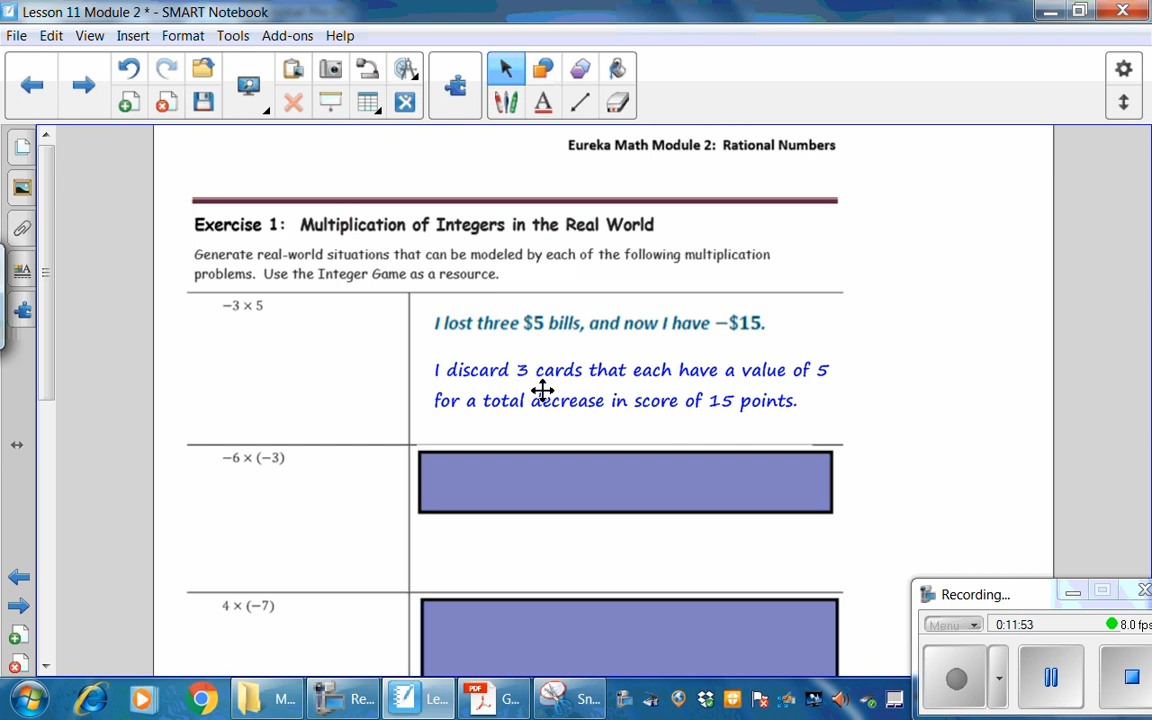 Lesson 11 Module 2 * - SMART Notebook
File Edit View Insert Format Tools Add-ons Help
Eureka Math Module 2: Rational Numbers
Exercise 1: Multiplication of Integers in the Real World
Generate real-world situations that can be modeled by each of the following multiplication
problems. Use the Integer Game as a resource.
−3 × 5
I lost three $5 bills, and now I have −$15.
I discard 3 cards that each have a value of 5
for a total decrease in score of 15 points.
−6 × (−3)
4 × (−7)
Recording...
Menu
0:11:53
8.0 fps
M...
Re...
Le...
PDF
G...
Sn...